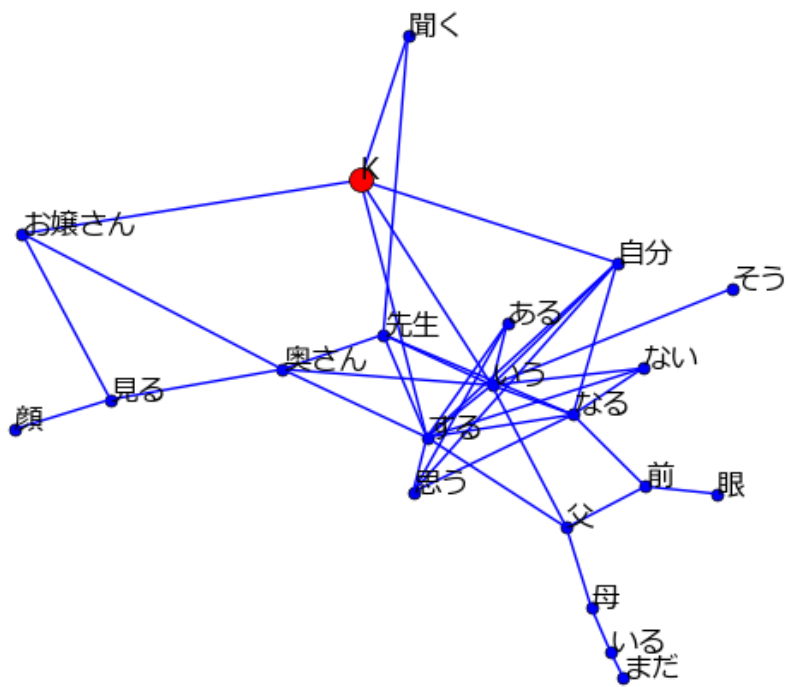 聞く
K
お嬢さん
自分
そう
ある
先生
ない
奥さん
いう
見る
なる
顔
する
前
眼
思う
父
母
いる
まだ